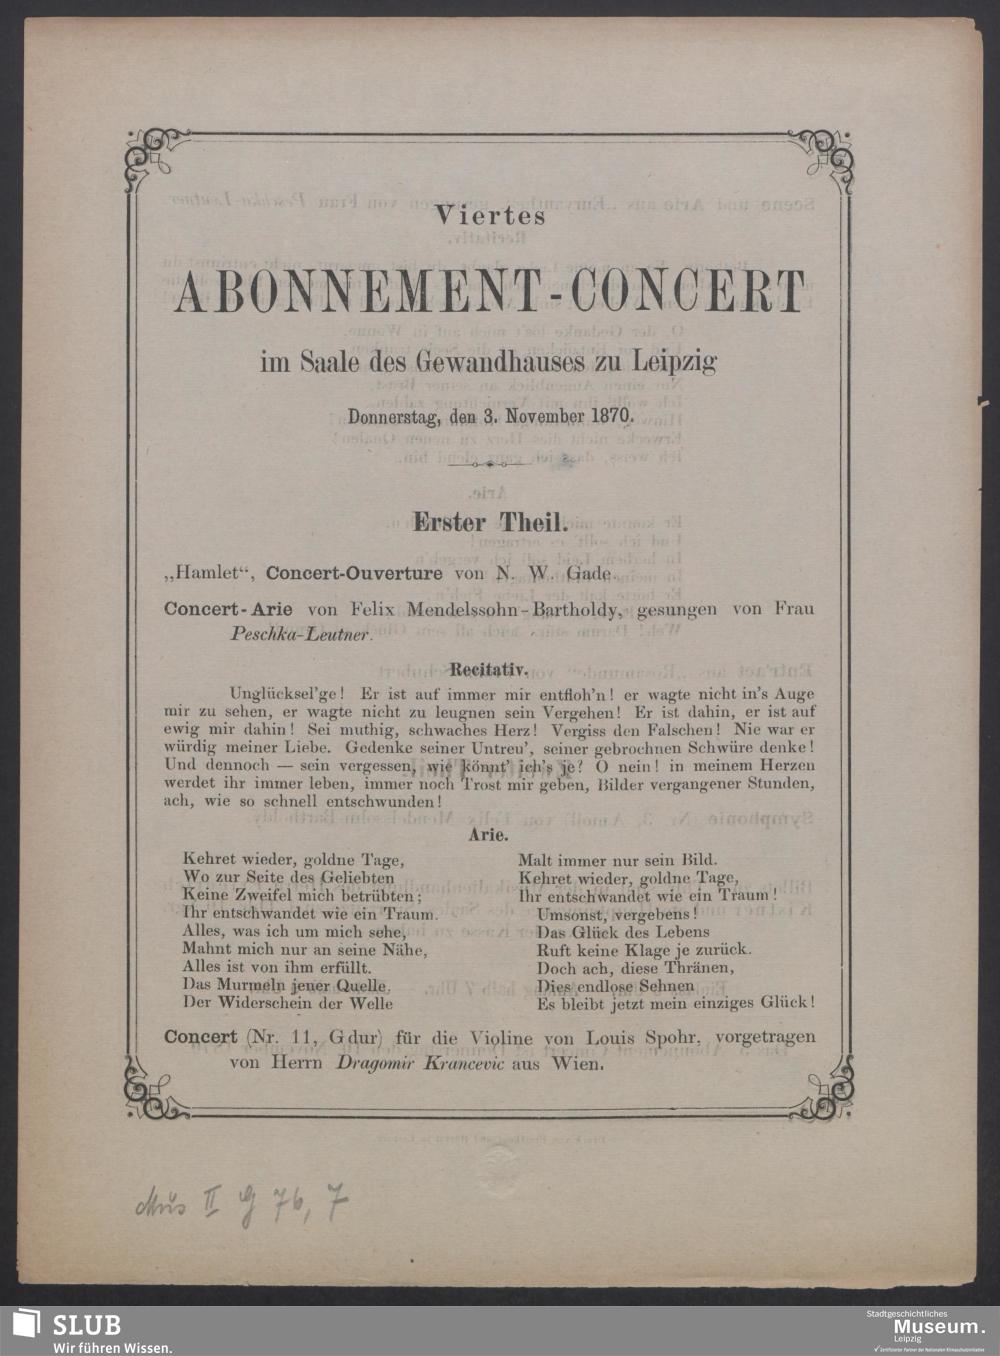 Viertes
ABONNEMENT-CONCERT
im Saale des Gewandhauses zu Leipzig
Donnerstag, den 3. November 1870.
Erster Theil.
„Hamlet“, Concert-Ouverture von N. W. Gade.
Concert-Arie von Felix Mendelssohn-Bartholdy, gesungen von Frau
Peschka-Leutner.
Recitativ.
Unglücksel'ge! Er ist auf immer mir entfloh'n! er wagte nicht in's Auge
mir zu sehen, er wagte nicht zu leugnen sein Vergehen! Er ist dahin, er ist auf
ewig mir dahin! Sei muthig, schwaches Herz! Vergiss den Falschen! Nie war er
würdig meiner Liebe. Gedenke seiner Untreu', seiner gebrochnen Schwüre denke!
Und dennoch — sein vergessen, wie könnt' ich's je? O nein! in meinem Herzen
werdet ihr immer leben, immer noch Trost mir geben, Bilder vergangener Stunden,
ach, wie so schnell entschwunden!
Arie.
Kehret wieder, goldne Tage,
Wo zur Seite des Geliebten
Keine Zweifel mich betrübten;
Ihr entschwandet wie ein Traum.
Alles, was ich um mich sehe,
Mahnt mich nur an seine Nähe,
Alles ist von ihm erfüllt.
Das Murmeln jener Quelle,
Der Widerschein der Welle
Malt immer nur sein Bild.
Kehret wieder, goldne Tage,
Ihr entschwandet wie ein Traum!
Umsonst, vergebens!
Das Glück des Lebens
Ruft keine Klage je zurück.
Doch ach, diese Thränen,
Dies endlose Sehnen
Es bleibt jetzt mein einziges Glück!
Concert (Nr. 11, G dur) für die Violine von Louis Spohr, vorgetragen
von Herrn Dragomir Krancevic aus Wien.
Mus II g 76, 7
SLUB
Wir führen Wissen.
Stadtgeschichtliches
Museum.
Leipzig
Zertifizierter Partner der Nationalen Klimaschutzinitiative